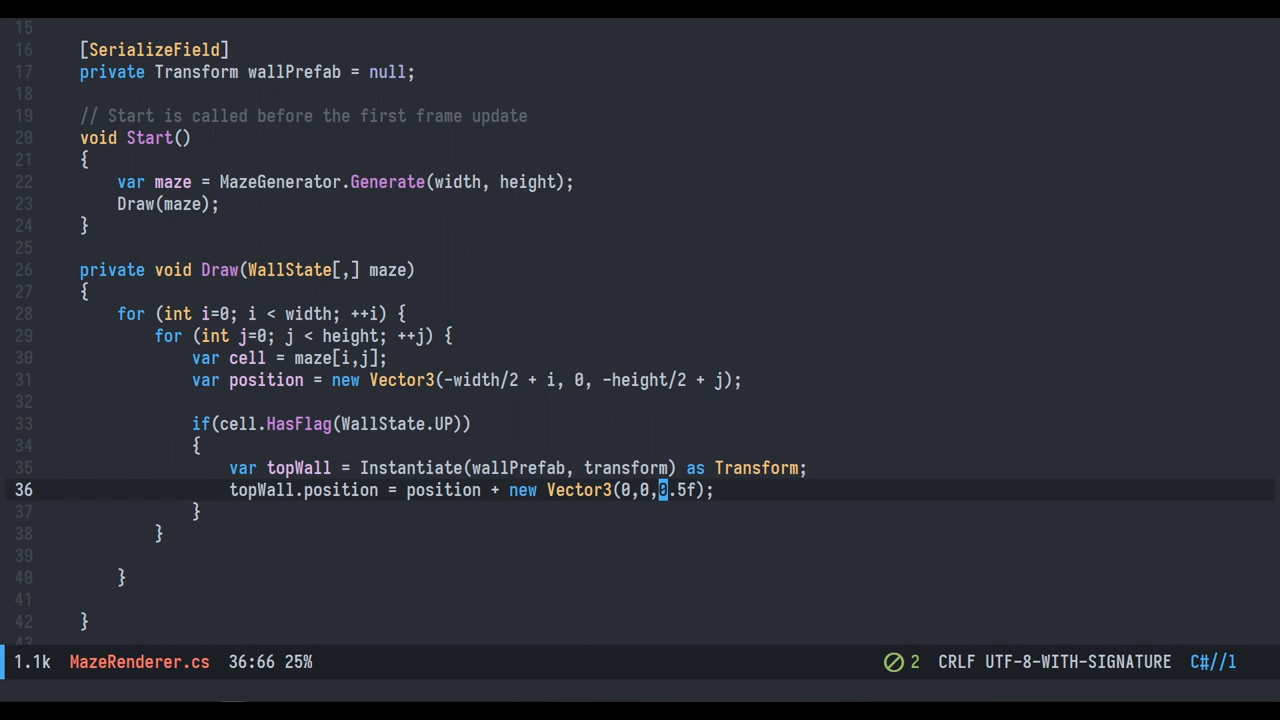 15
16 [SerializeField]
17 private Transform wallPrefab = null;
18
19 // Start is called before the first frame update
20 void Start()
21 {
22 var maze = MazeGenerator.Generate(width, height);
23 Draw(maze);
24 }
25
26 private void Draw(WallState[,] maze)
27 {
28 for (int i=0; i < width; ++i) {
29 for (int j=0; j < height; ++j) {
30 var cell = maze[i,j];
31 var position = new Vector3(-width/2 + i, 0, -height/2 + j);
32
33 if(cell.HasFlag(WallState.UP))
34 {
35 var topWall = Instantiate(wallPrefab, transform) as Transform;
36 topWall.position = position + new Vector3(0,0,0.5f);
37 }
38 }
39
40 }
41
42 }
43
1.1k MazeRenderer.cs 36:66 25% 2 CRLF UTF-8-WITH-SIGNATURE C#//l